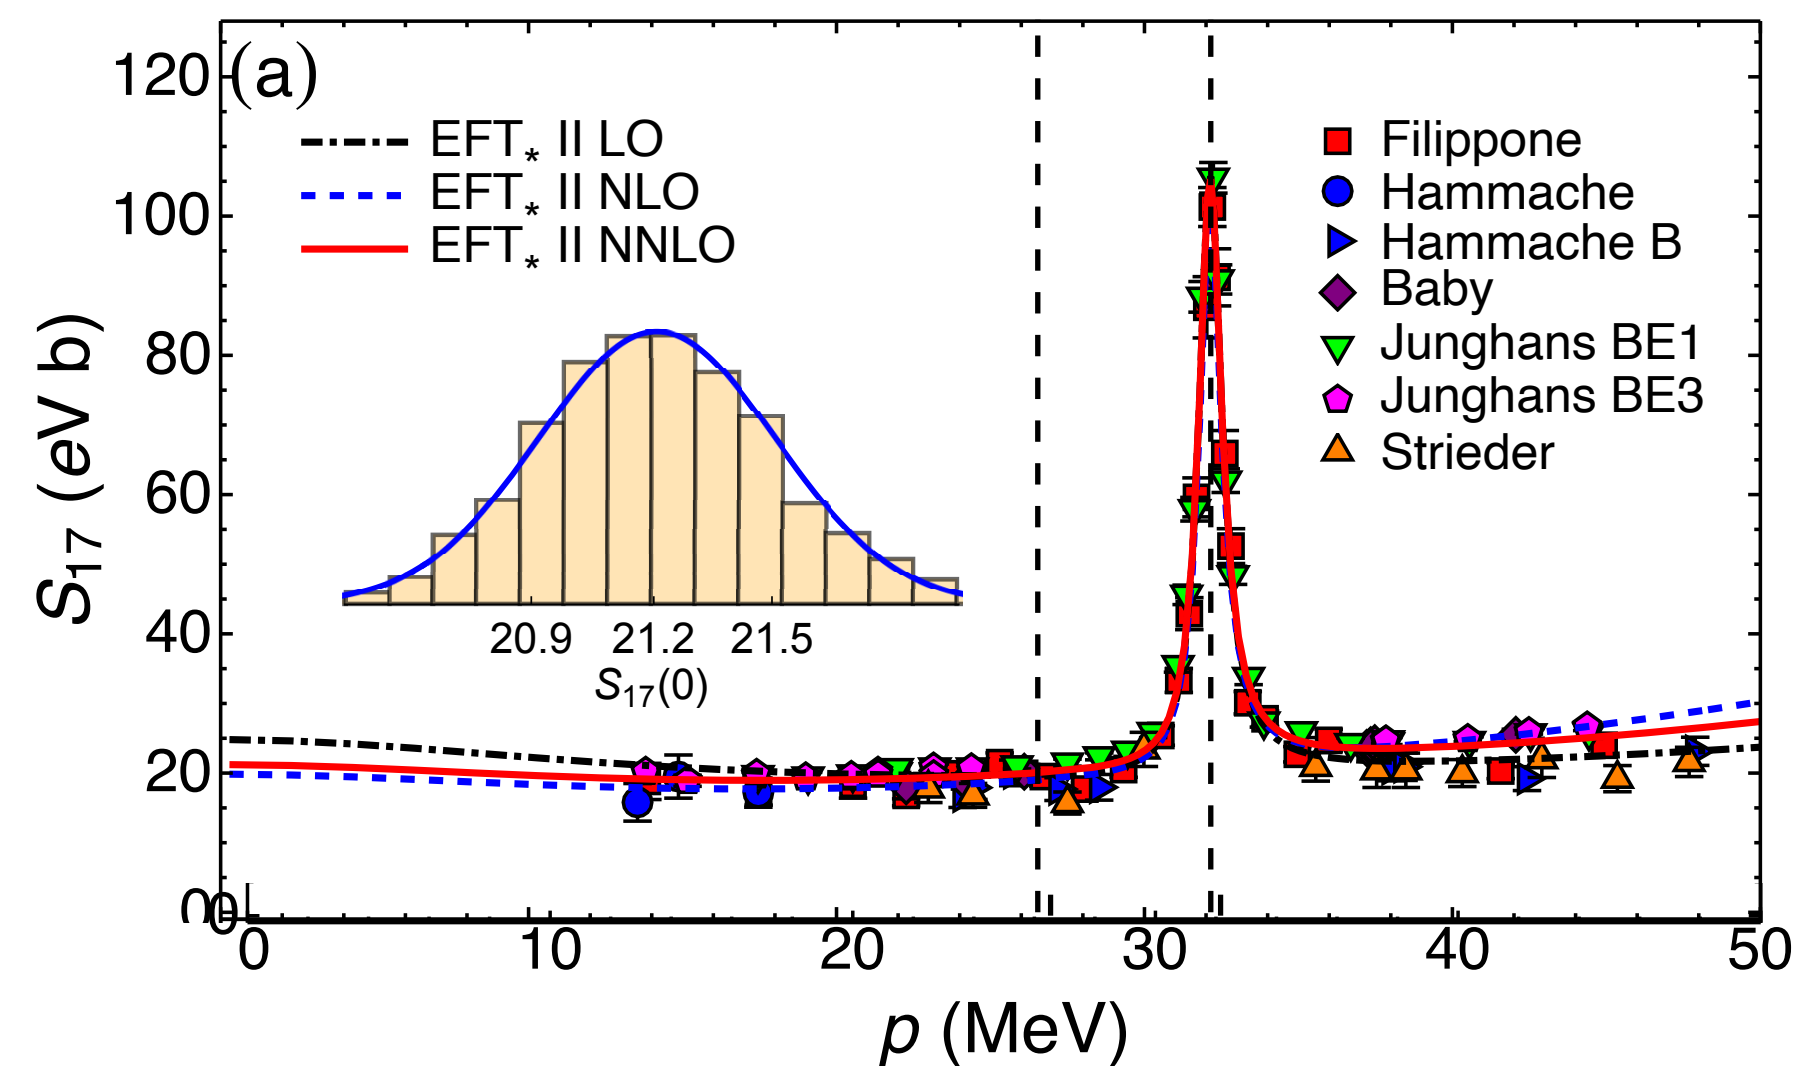 (a)
EFT* II LO
EFT* II NLO
EFT* II NNLO
Filippone
Hammache
Hammache B
Baby
Junghans BE1
Junghans BE3
Strieder
120
100
80
60
40
20
0
0
S17 (eV b)
20.9 21.2 21.5
S17(0)
0 10 20 30 40 50
p (MeV)